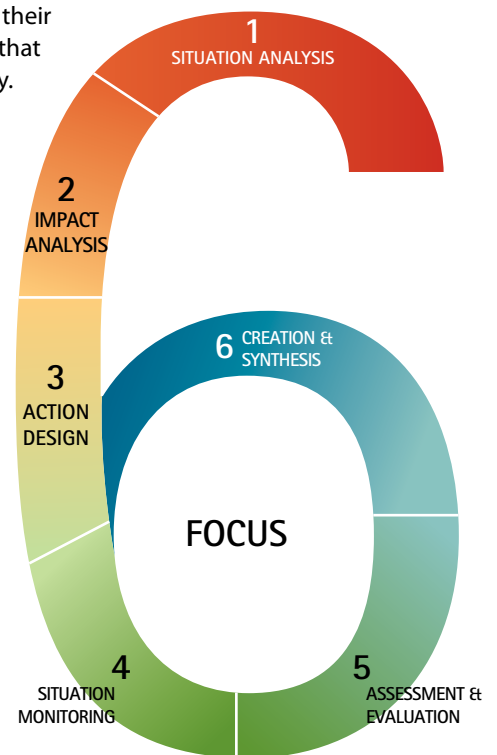 their
that
y.
1
SITUATION ANALYSIS
2
IMPACT
ANALYSIS
3
ACTION
DESIGN
4
SITUATION
MONITORING
5
ASSESSMENT &
EVALUATION
6 CREATION &
SYNTHESIS
FOCUS